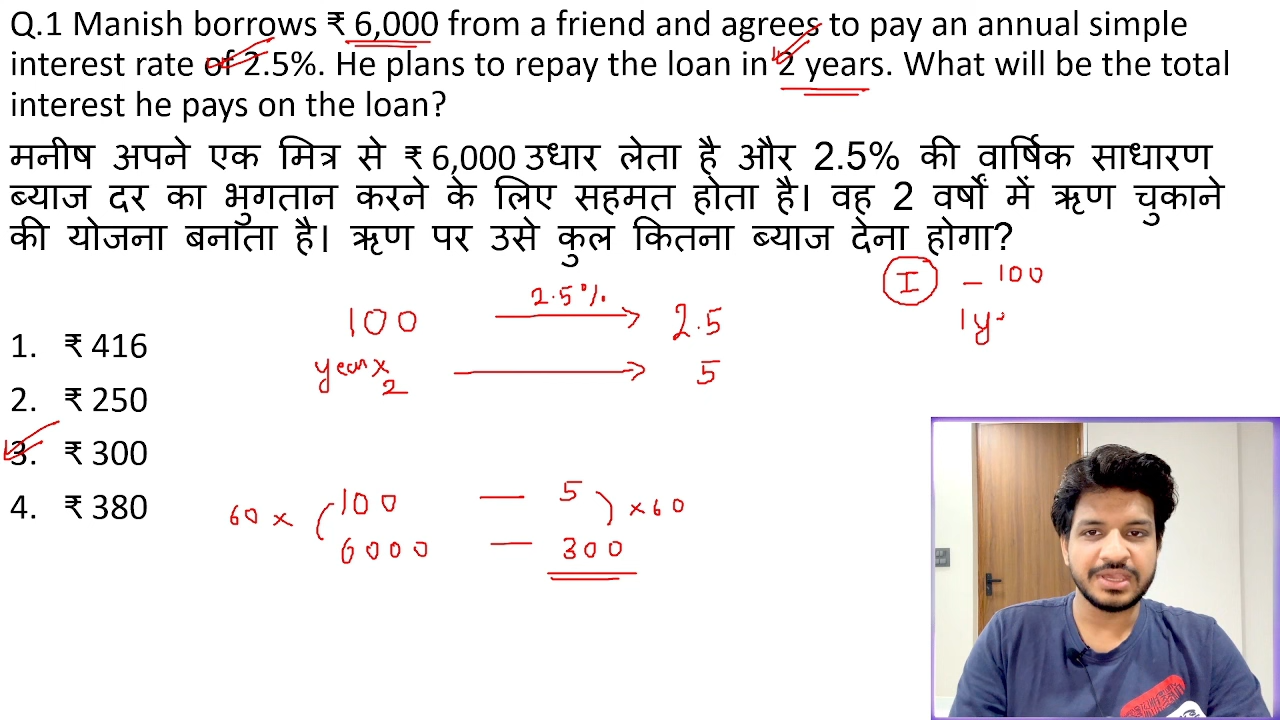 Q.1 Manish borrows ₹ 6,000 from a friend and agrees to pay an annual simple
interest rate of 2.5%. He plans to repay the loan in 2 years. What will be the total
interest he pays on the loan?
मनीष अपने एक मित्र से ₹ 6,000 उधार लेता है और 2.5% की वार्षिक साधारण
ब्याज दर का भुगतान करने के लिए सहमत होता है। वह 2 वर्षों में ऋण चुकाने
की योजना बनाता है। ऋण पर उसे कुल कितना ब्याज देना होगा?
I – 100
1 yr
100 2.5% 2.5
year x 2 5
1. ₹ 416
2. ₹ 250
3. ₹ 300
4. ₹ 380
60 x ( 100 — 5 ) x 60
6000 — 300